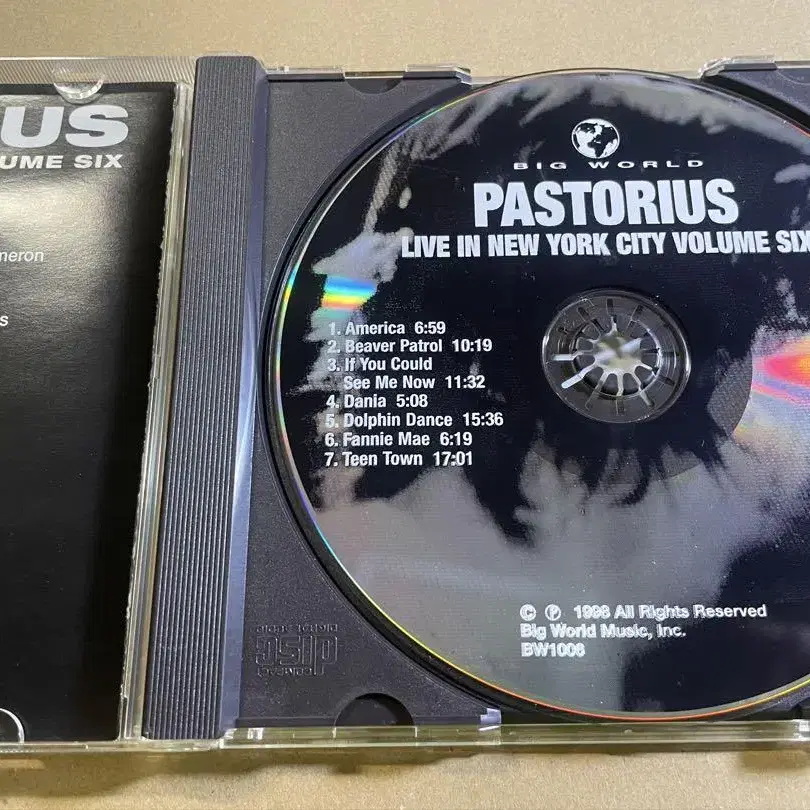 US
UME SIX
neron
s
BIG WORLD
PASTORIUS
LIVE IN NEW YORK CITY VOLUME SIX
1. America 6:59
2. Beaver Patrol 10:19
3. If You Could
See Me Now 11:32
4. Dania 5:08
5. Dolphin Dance 15:36
6. Fannie Mae 6:19
7. Teen Town 17:01
© ℗ 1998 All Rights Reserved
Big World Music, Inc.
BW1006